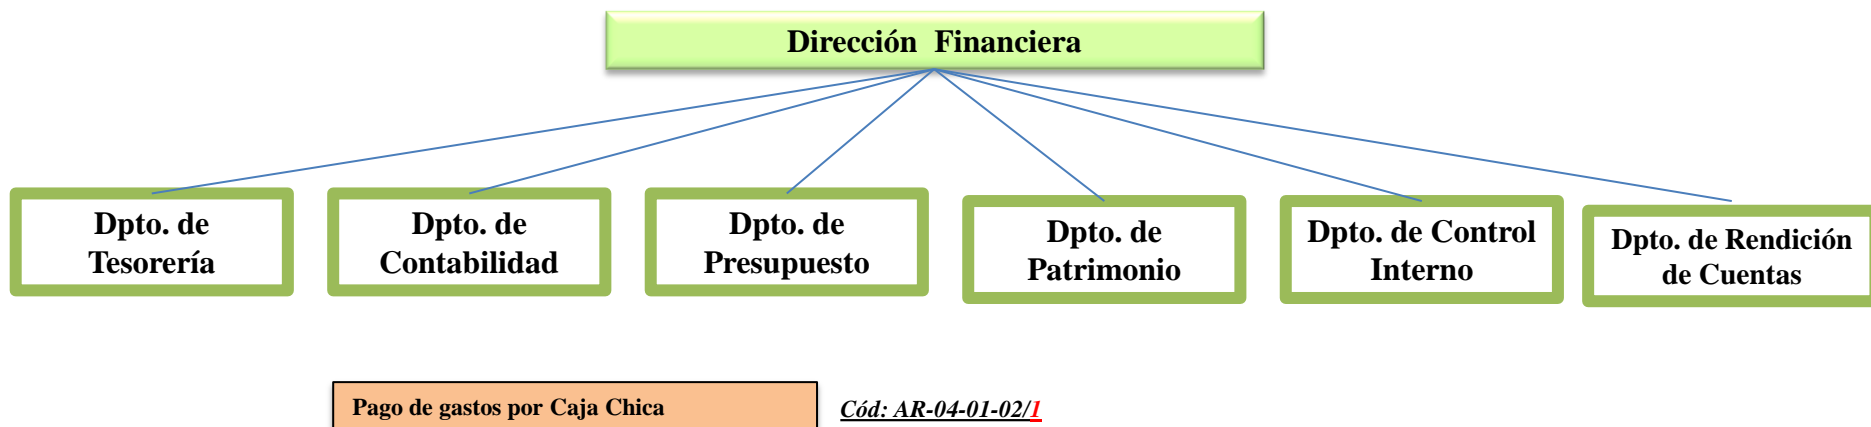 Dirección Financiera
Dpto. de
Tesorería
Dpto. de
Contabilidad
Dpto. de
Presupuesto
Dpto. de
Patrimonio
Dpto. de Control
Interno
Dpto. de Rendición
de Cuentas
Pago de gastos por Caja Chica
Cód: AR-04-01-02/1